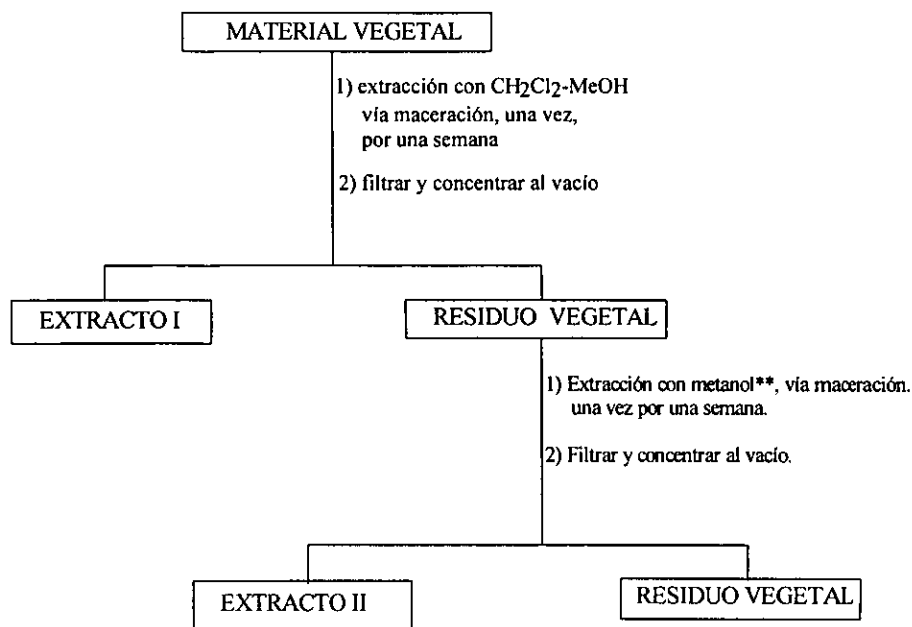 MATERIAL VEGETAL
1) extracción con CH2Cl2-MeOH
vía maceración, una vez,
por una semana
2) filtrar y concentrar al vacío
EXTRACTO I
RESIDUO VEGETAL
1) Extracción con metanol**, vía maceración.
una vez por una semana.
2) Filtrar y concentrar al vacío.
EXTRACTO II
RESIDUO VEGETAL